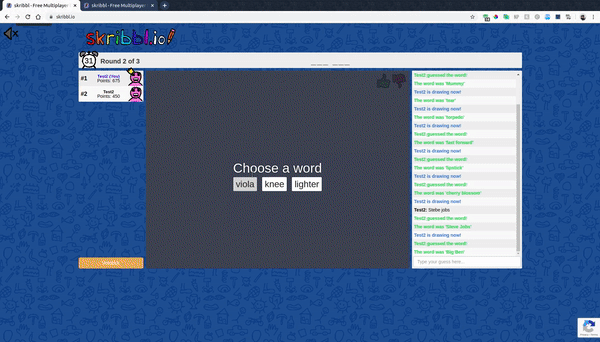 skribbl - Free Multiplayer
skribbl - Free Multiplayer
skribbl.io
skribbl.io!
31
Round 2 of 3
#1
Test2 (You)
Points: 675
#2
Test2
Points: 450
Choose a word
viola
knee
lighter
Test2 guessed the word!
The word was 'Mummy'
Test2 is drawing now!
The word was 'toe'
Test2 is drawing now!
The word was 'torpedo'
Test2 is drawing now!
Test2 guessed the word!
The word was 'fast forward'
Test2 is drawing now!
Test2 guessed the word!
The word was 'lipstick'
Test2 is drawing now!
Test2 guessed the word!
The word was 'cherry blossom'
Test2 is drawing now!
Test2: Stebe jobs
Test2 guessed the word!
The word was 'Steve Jobs'
Test2 is drawing now!
Test2 guessed the word!
The word was 'Big Ben'
Type your guess here...